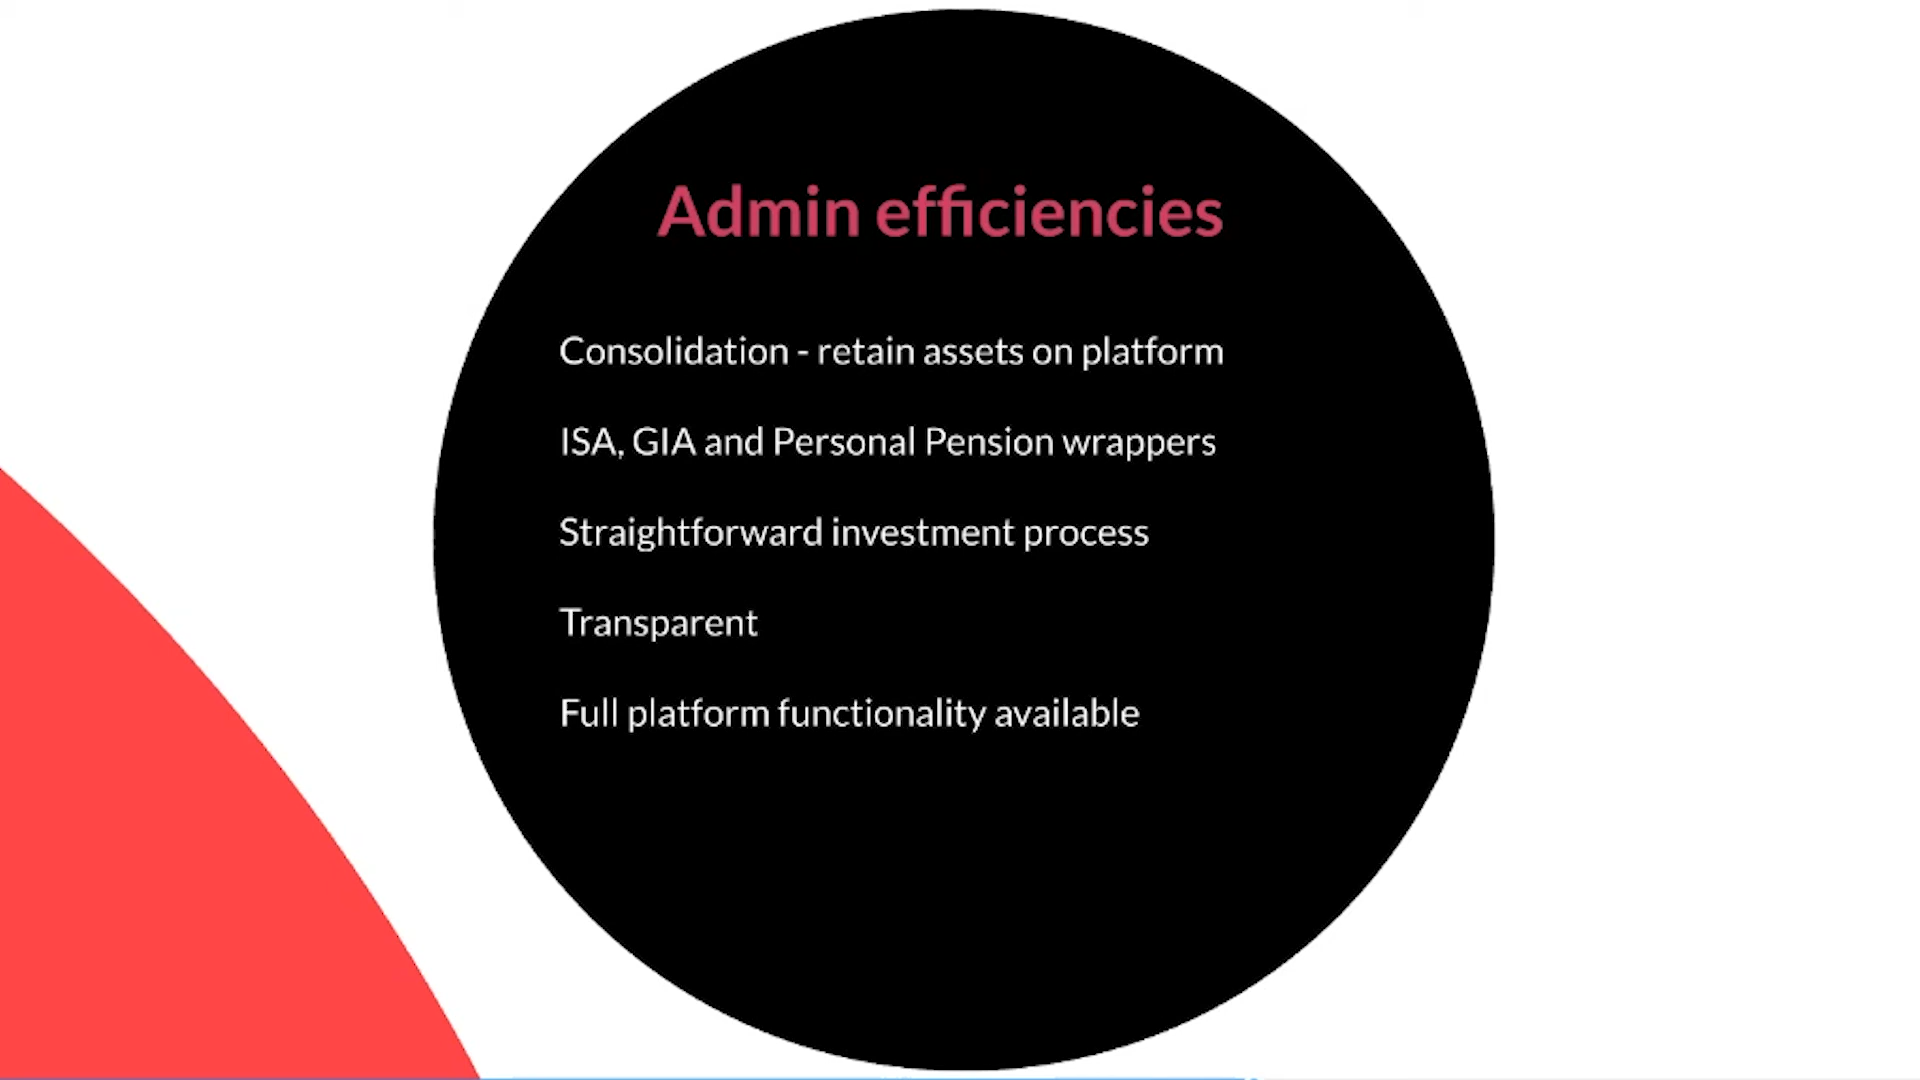 Admin efficiencies
Consolidation - retain assets on platform
ISA, GIA and Personal Pension wrappers
Straightforward investment process
Transparent
Full platform functionality available